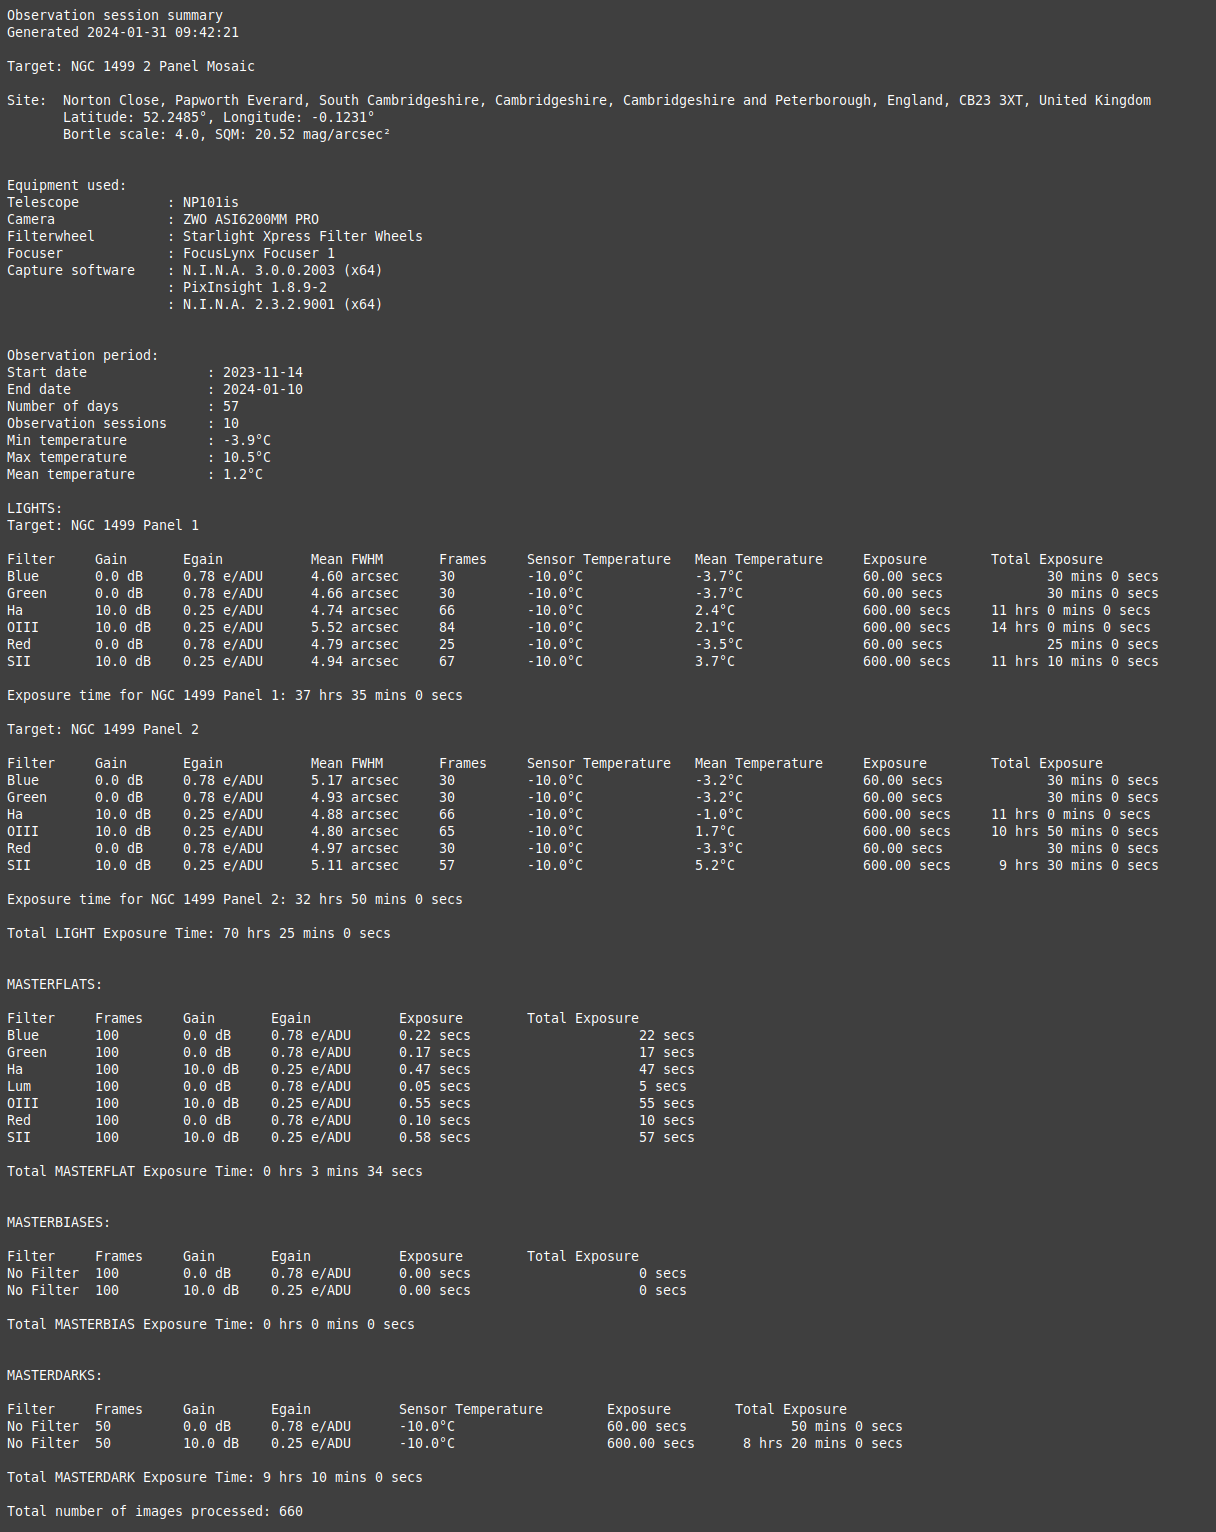 Observation session summary
Generated 2024-01-31 09:42:21
Target: NGC 1499 2 Panel Mosaic
Site:  Norton Close, Papworth Everard, South Cambridgeshire, Cambridgeshire, Cambridgeshire and Peterborough, England, CB23 3XT, United Kingdom
Latitude: 52.2485°, Longitude: -0.1231°
Bortle scale: 4.0, SQM: 20.52 mag/arcsec²
Equipment used:
Telescope : NP101is
Camera : ZWO ASI6200MM PRO
Filterwheel : Starlight Xpress Filter Wheels
Focuser : FocusLynx Focuser 1
Capture software : N.I.N.A. 3.0.0.2003 (x64)
: PixInsight 1.8.9-2
: N.I.N.A. 2.3.2.9001 (x64)
Observation period:
Start date : 2023-11-14
End date : 2024-01-10
Number of days : 57
Observation sessions : 10
Min temperature : -3.9°C
Max temperature : 10.5°C
Mean temperature : 1.2°C
LIGHTS:
Target: NGC 1499 Panel 1
Filter Gain Egain Mean FWHM Frames Sensor Temperature Mean Temperature Exposure Total Exposure
Blue 0.0 dB 0.78 e/ADU 4.60 arcsec 30 -10.0°C -3.7°C 60.00 secs 30 mins 0 secs
Green 0.0 dB 0.78 e/ADU 4.66 arcsec 30 -10.0°C -3.7°C 60.00 secs 30 mins 0 secs
Ha 10.0 dB 0.25 e/ADU 4.74 arcsec 66 -10.0°C 2.4°C 600.00 secs 11 hrs 0 mins 0 secs
OIII 10.0 dB 0.25 e/ADU 5.52 arcsec 84 -10.0°C 2.1°C 600.00 secs 14 hrs 0 mins 0 secs
Red 0.0 dB 0.78 e/ADU 4.79 arcsec 25 -10.0°C -3.5°C 60.00 secs 25 mins 0 secs
SII 10.0 dB 0.25 e/ADU 4.94 arcsec 67 -10.0°C 3.7°C 600.00 secs 11 hrs 10 mins 0 secs
Exposure time for NGC 1499 Panel 1: 37 hrs 35 mins 0 secs
Target: NGC 1499 Panel 2
Filter Gain Egain Mean FWHM Frames Sensor Temperature Mean Temperature Exposure Total Exposure
Blue 0.0 dB 0.78 e/ADU 5.17 arcsec 30 -10.0°C -3.2°C 60.00 secs 30 mins 0 secs
Green 0.0 dB 0.78 e/ADU 4.93 arcsec 30 -10.0°C -3.2°C 60.00 secs 30 mins 0 secs
Ha 10.0 dB 0.25 e/ADU 4.88 arcsec 66 -10.0°C -1.0°C 600.00 secs 11 hrs 0 mins 0 secs
OIII 10.0 dB 0.25 e/ADU 4.80 arcsec 65 -10.0°C 1.7°C 600.00 secs 10 hrs 50 mins 0 secs
Red 0.0 dB 0.78 e/ADU 4.97 arcsec 30 -10.0°C -3.3°C 60.00 secs 30 mins 0 secs
SII 10.0 dB 0.25 e/ADU 5.11 arcsec 57 -10.0°C 5.2°C 600.00 secs 9 hrs 30 mins 0 secs
Exposure time for NGC 1499 Panel 2: 32 hrs 50 mins 0 secs
Total LIGHT Exposure Time: 70 hrs 25 mins 0 secs
MASTERFLATS:
Filter Frames Gain Egain Exposure Total Exposure
Blue 100 0.0 dB 0.78 e/ADU 0.22 secs 22 secs
Green 100 0.0 dB 0.78 e/ADU 0.17 secs 17 secs
Ha 100 10.0 dB 0.25 e/ADU 0.47 secs 47 secs
Lum 100 0.0 dB 0.78 e/ADU 0.05 secs 5 secs
OIII 100 10.0 dB 0.25 e/ADU 0.55 secs 55 secs
Red 100 0.0 dB 0.78 e/ADU 0.10 secs 10 secs
SII 100 10.0 dB 0.25 e/ADU 0.58 secs 57 secs
Total MASTERFLAT Exposure Time: 0 hrs 3 mins 34 secs
MASTERBIASES:
Filter Frames Gain Egain Exposure Total Exposure
No Filter 100 0.0 dB 0.78 e/ADU 0.00 secs 0 secs
No Filter 100 10.0 dB 0.25 e/ADU 0.00 secs 0 secs
Total MASTERBIAS Exposure Time: 0 hrs 0 mins 0 secs
MASTERDARKS:
Filter Frames Gain Egain Sensor Temperature Exposure Total Exposure
No Filter 50 0.0 dB 0.78 e/ADU -10.0°C 60.00 secs 50 mins 0 secs
No Filter 50 10.0 dB 0.25 e/ADU -10.0°C 600.00 secs 8 hrs 20 mins 0 secs
Total MASTERDARK Exposure Time: 9 hrs 10 mins 0 secs
Total number of images processed: 660